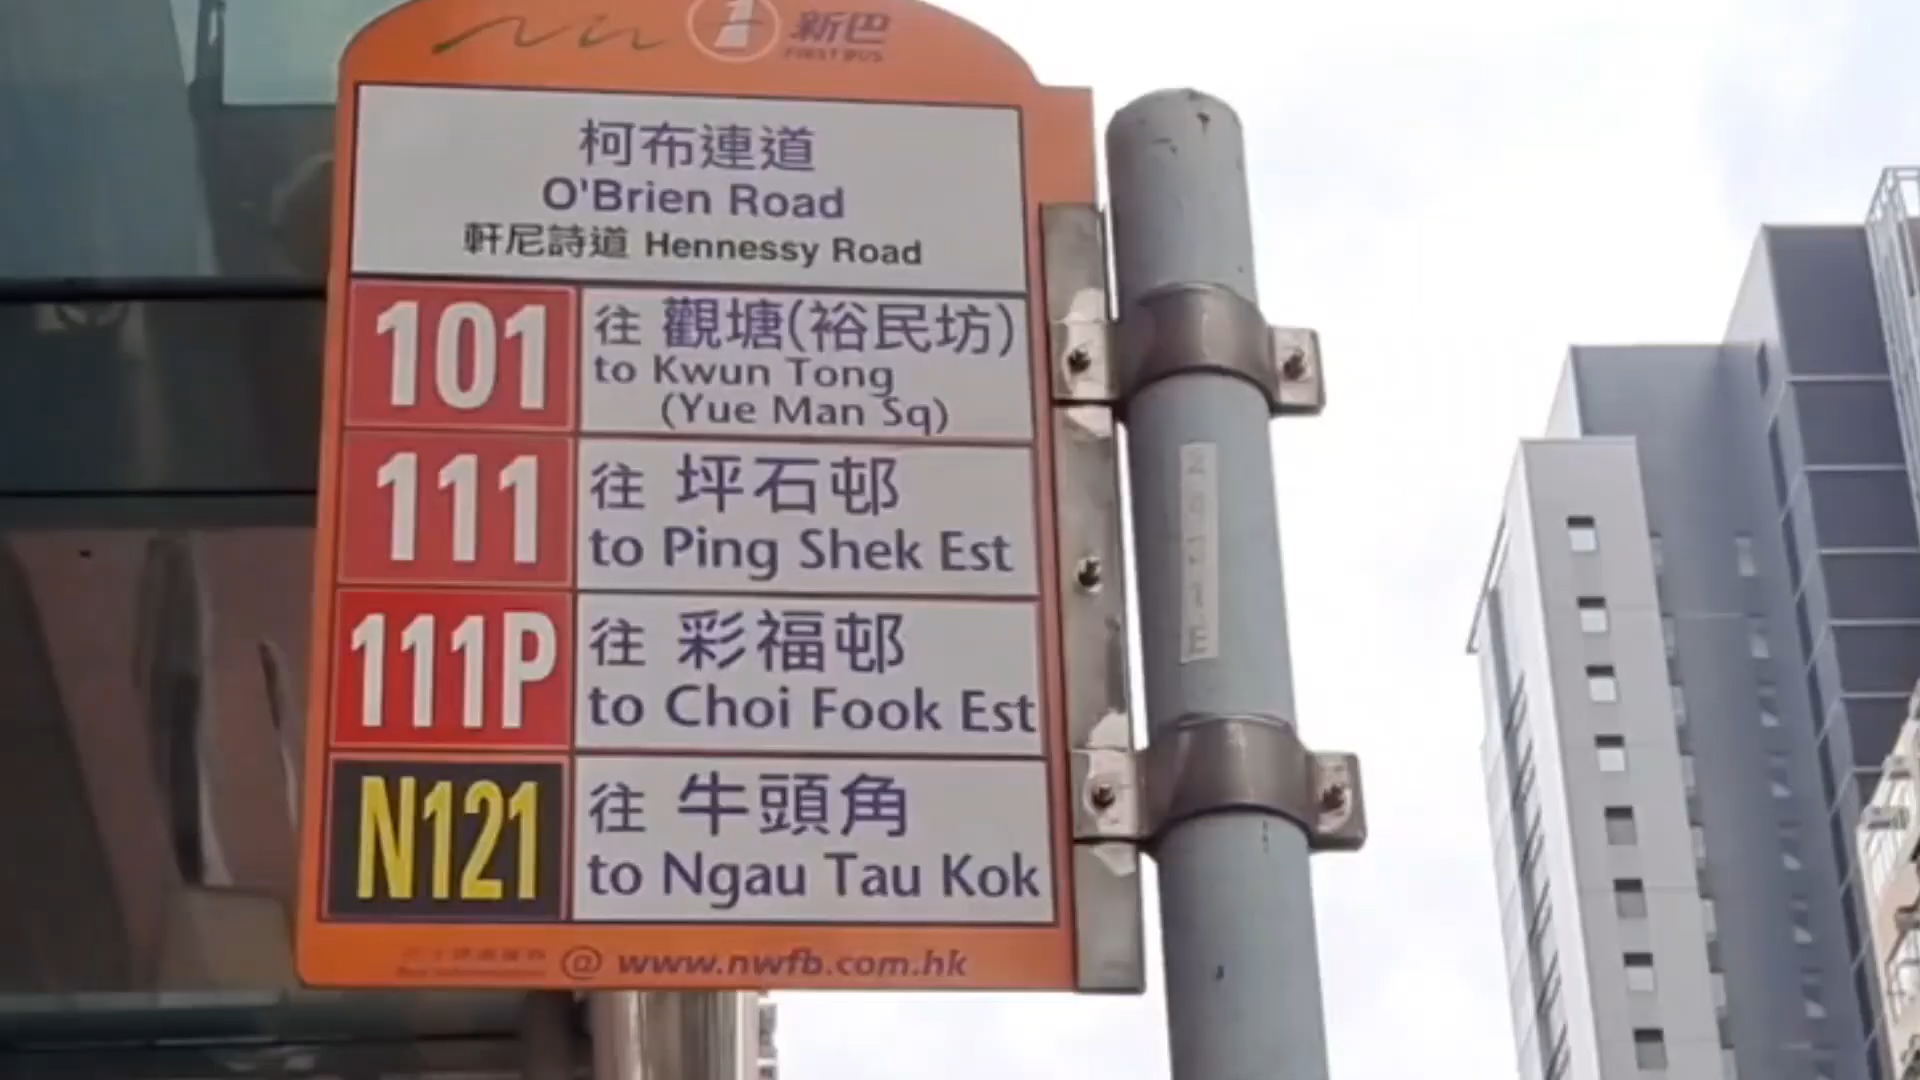 1 新巴
FIRST BUS
柯布連道
O'Brien Road
軒尼詩道 Hennessy Road
101 往 觀塘(裕民坊)
to Kwun Tong
(Yue Man Sq)
111 往 坪石邨
to Ping Shek Est
111P 往 彩福邨
to Choi Fook Est
N121 往 牛頭角
to Ngau Tau Kok
@ www.nwfb.com.hk